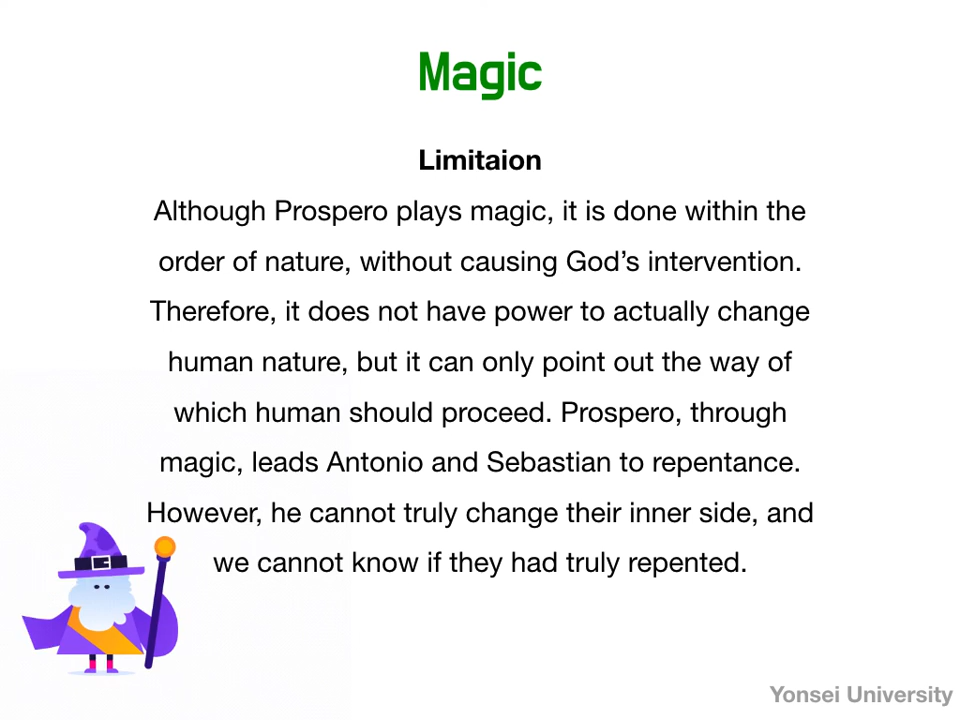 Magic
Limitaion
Although Prospero plays magic, it is done within the
order of nature, without causing God’s intervention.
Therefore, it does not have power to actually change
human nature, but it can only point out the way of
which human should proceed. Prospero, through
magic, leads Antonio and Sebastian to repentance.
However, he cannot truly change their inner side, and
we cannot know if they had truly repented.
Yonsei University